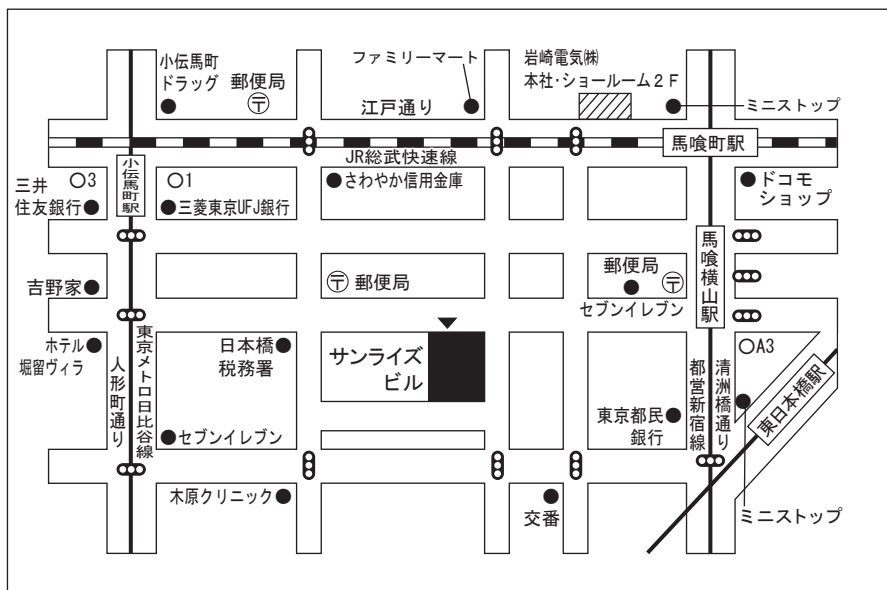 小伝馬町
ドラッグ
郵便局
〒
ファミリーマート
江戸通り
岩崎電気㈱
本社・ショールーム2F
ミニストップ
馬喰町駅
JR総武快速線
小伝馬町駅
三井
住友銀行
3
1
三菱東京UFJ銀行
さわやか信用金庫
ドコモ
ショップ
吉野家
〒 郵便局
郵便局
〒
セブンイレブン
馬喰横山駅
ホテル
堀留ヴィラ
人形町通り
東京メトロ日比谷線
日本橋
税務署
サンライズ
ビル
A3
東京都民
銀行
都営新宿線
清洲橋通り
東日本橋駅
セブンイレブン
木原クリニック
交番
ミニストップ